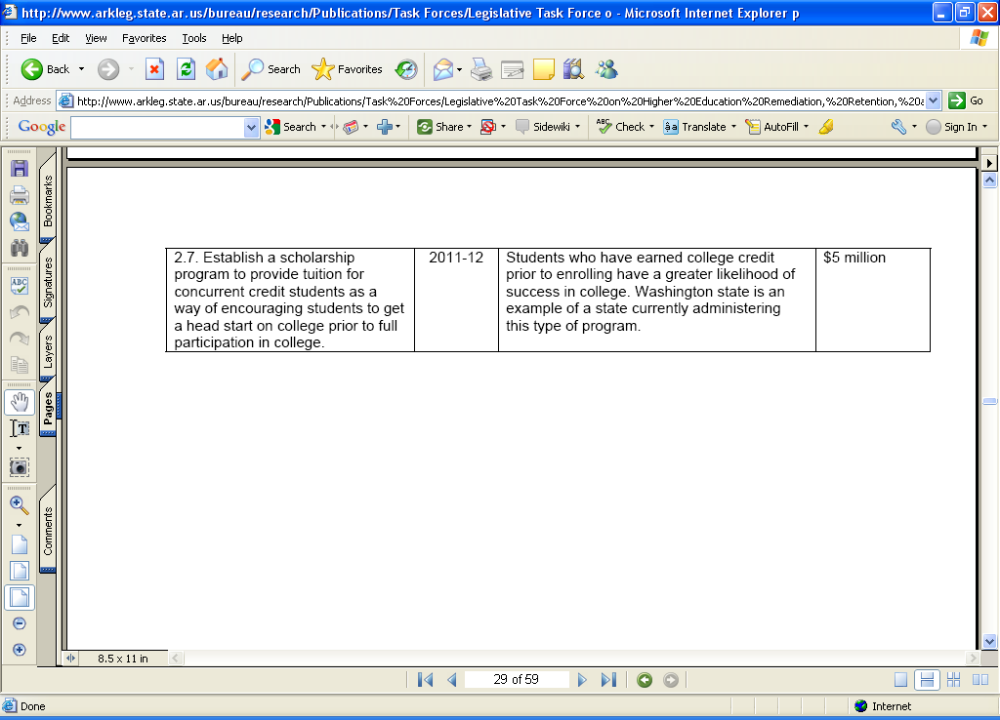 http://www.arkleg.state.ar.us/bureau/research/Publications/Task Forces/Legislative Task Force o - Microsoft Internet Explorer p
File Edit View Favorites Tools Help
Back Search Favorites
Address http://www.arkleg.state.ar.us/bureau/research/Publications/Task%20Forces/Legislative%20Task%20Force%20on%20Higher%20Education%20Remediation,%20Retention,%20a Go
Google Search Share Sidewiki ABC Check Translate AutoFill Sign In
Bookmarks
Signatures
Layers
Pages
Comments
2.7. Establish a scholarship
program to provide tuition for
concurrent credit students as a
way of encouraging students to get
a head start on college prior to full
participation in college.
2011-12
Students who have earned college credit
prior to enrolling have a greater likelihood of
success in college. Washington state is an
example of a state currently administering
this type of program.
$5 million
8.5 x 11 in
29 of 59
Done
Internet